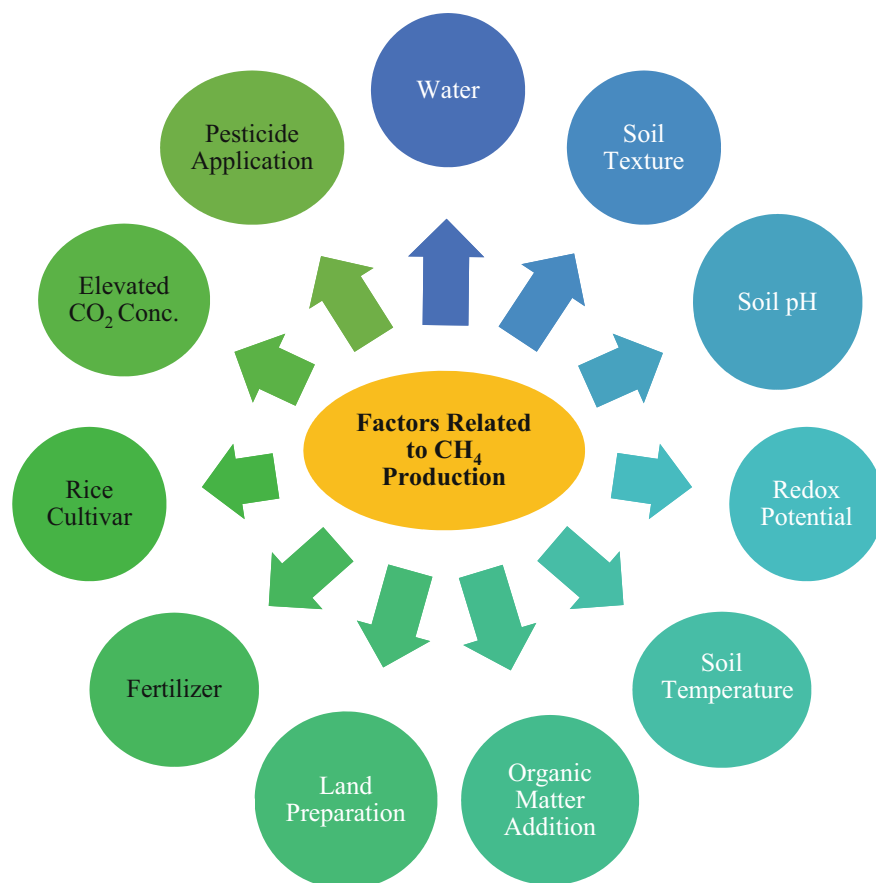 Water
Soil
Texture
Soil pH
Redox
Potential
Soil
Temperature
Organic
Matter
Addition
Land
Preparation
Fertilizer
Rice
Cultivar
Elevated
CO₂ Conc.
Pesticide
Application
Factors Related
to CH₄
Production